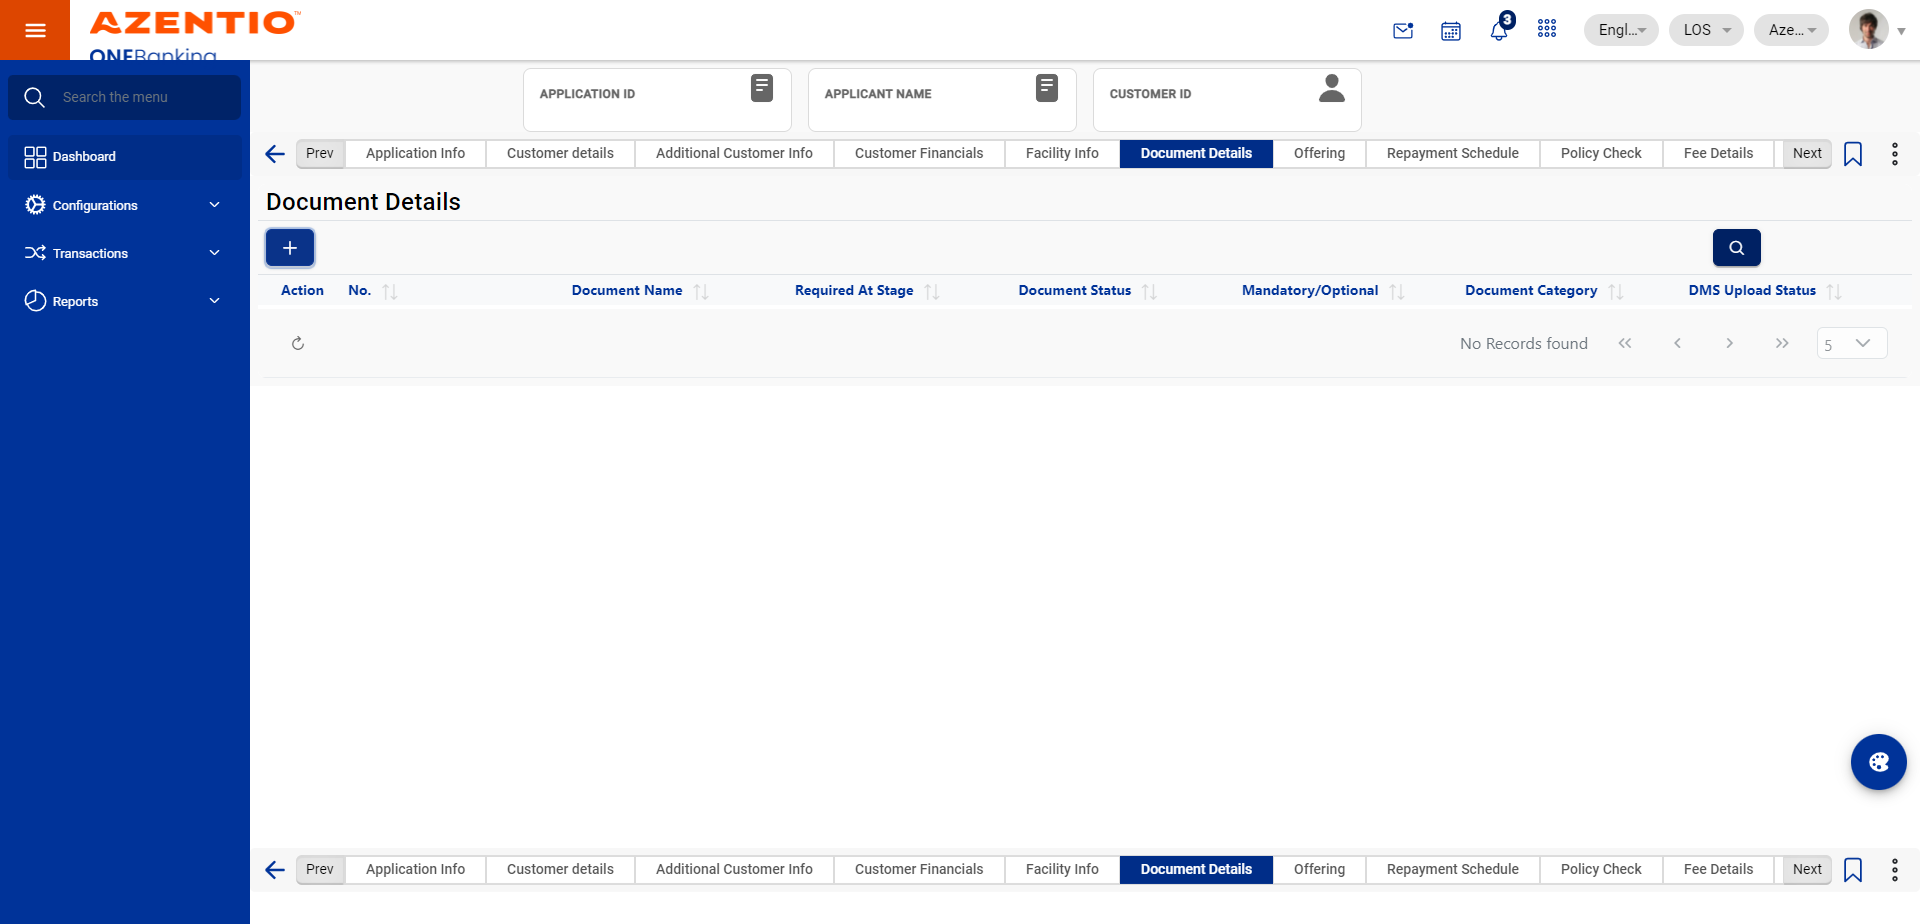 AZENTIO™
ONEBanking
3
Engl...
LOS
Aze...
Search the menu
Dashboard
Configurations
Transactions
Reports
APPLICATION ID
APPLICANT NAME
CUSTOMER ID
Prev Application Info Customer details Additional Customer Info Customer Financials Facility Info Document Details Offering Repayment Schedule Policy Check Fee Details Next
Document Details
Action No. Document Name Required At Stage Document Status Mandatory/Optional Document Category DMS Upload Status
No Records found
5
Prev Application Info Customer details Additional Customer Info Customer Financials Facility Info Document Details Offering Repayment Schedule Policy Check Fee Details Next